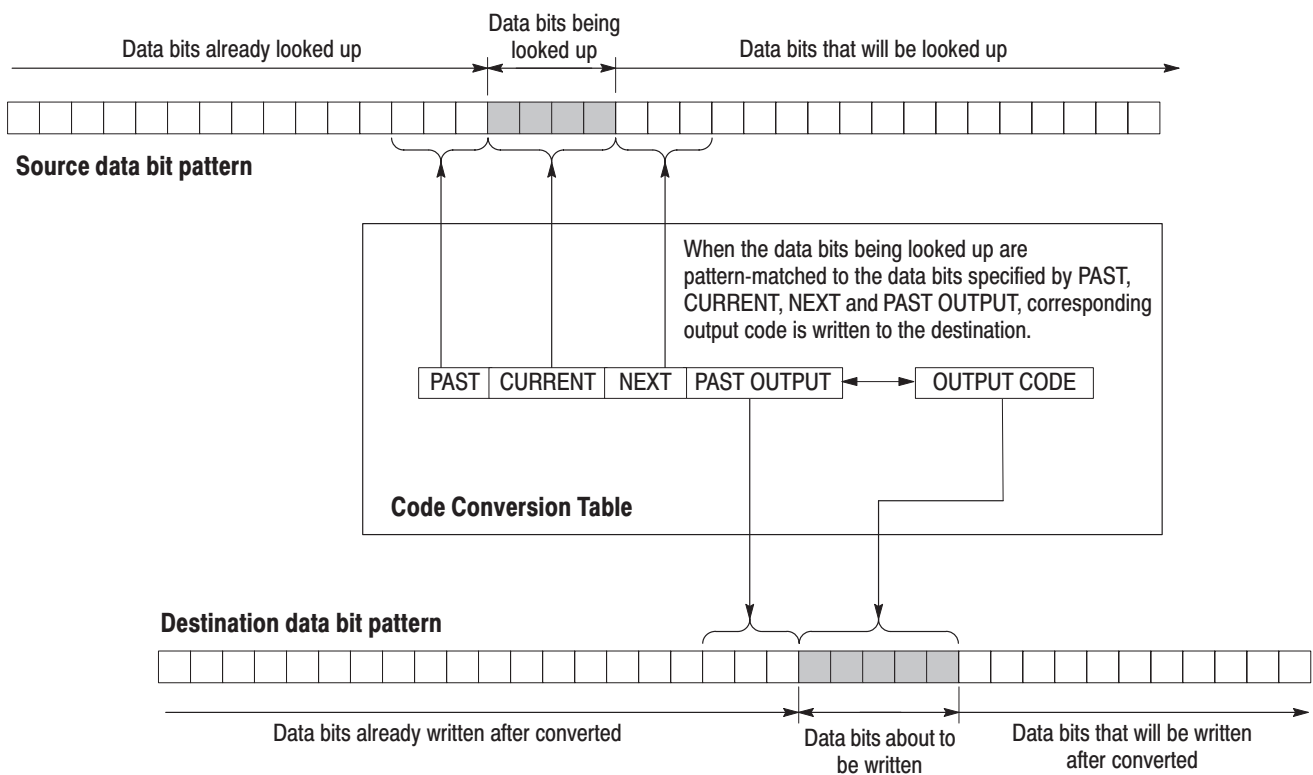 Data bits already looked up
Data bits being
looked up
Data bits that will be looked up
Source data bit pattern
When the data bits being looked up are
pattern-matched to the data bits specified by PAST,
CURRENT, NEXT and PAST OUTPUT, corresponding
output code is written to the destination.
PAST CURRENT NEXT PAST OUTPUT OUTPUT CODE
Code Conversion Table
Destination data bit pattern
Data bits already written after converted
Data bits about to
be written
Data bits that will be written
after converted